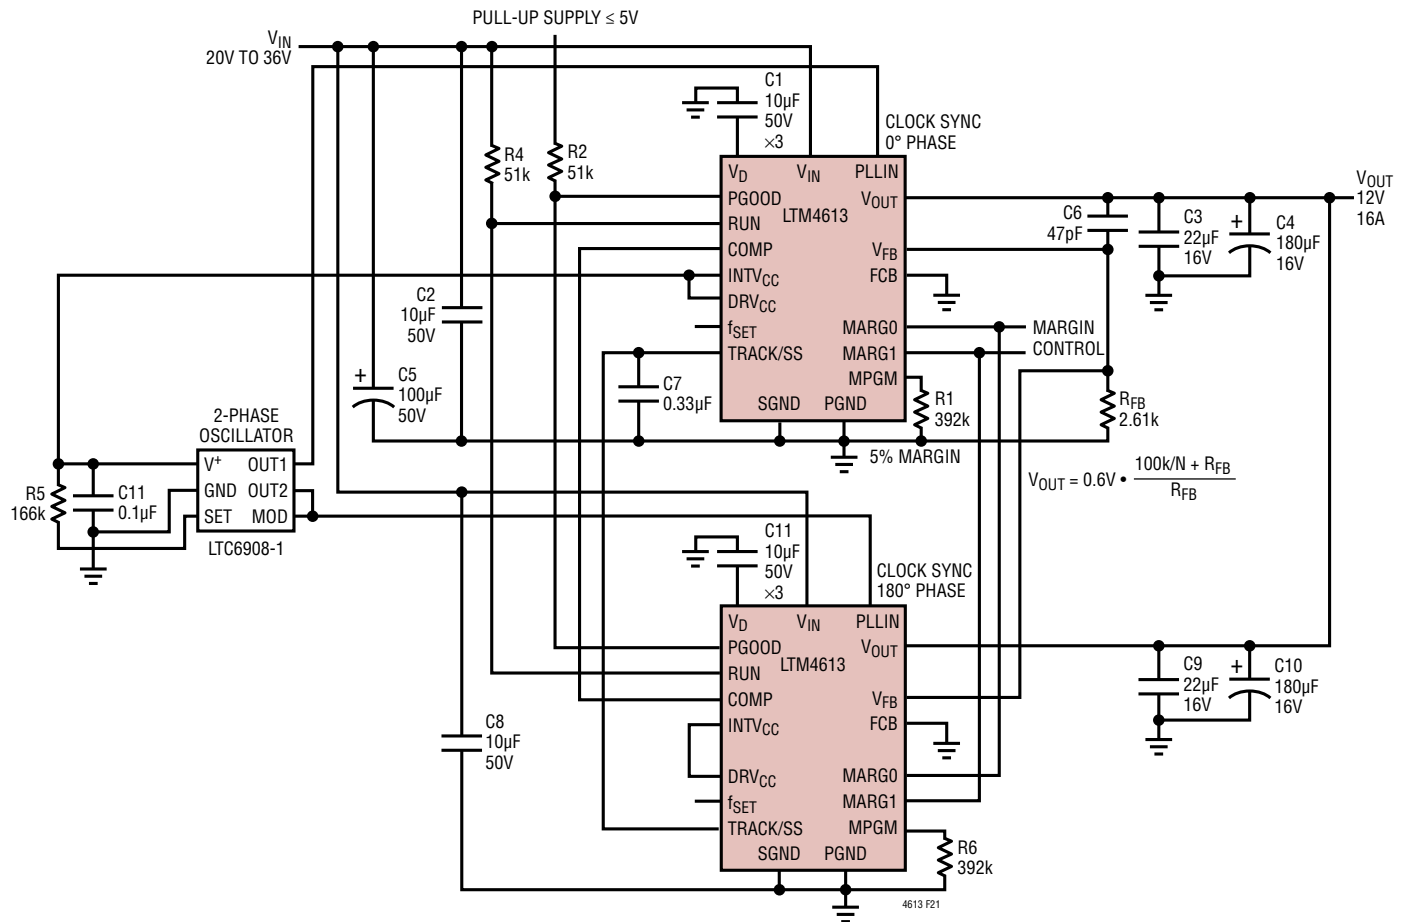 PULL-UP SUPPLY ≤ 5V
VIN
20V TO 36V
C1
10µF
50V
×3
CLOCK SYNC
0° PHASE
R4
51k
R2
51k
VD
VIN
PLLIN
PGOOD
VOUT
LTM4613
RUN
COMP
VFB
INTVCC
FCB
DRVCC
fSET
MARG0
TRACK/SS
MARG1
MPGM
SGND
PGND
VOUT
12V
16A
C6
47pF
C3
22µF
16V
+
C4
180µF
16V
MARGIN
CONTROL
C2
10µF
50V
+
C5
100µF
50V
C7
0.33µF
R1
392k
RFB
2.61k
5% MARGIN
VOUT = 0.6V • 100k/N + RFB
RFB
2-PHASE
OSCILLATOR
V+
OUT1
GND
OUT2
SET
MOD
LTC6908-1
R5
166k
C11
0.1µF
C11
10µF
50V
×3
CLOCK SYNC
180° PHASE
VD
VIN
PLLIN
PGOOD
VOUT
LTM4613
RUN
COMP
VFB
INTVCC
FCB
DRVCC
MARG0
fSET
MARG1
TRACK/SS
MPGM
SGND
PGND
C9
22µF
16V
+
C10
180µF
16V
C8
10µF
50V
R6
392k
4613 F21